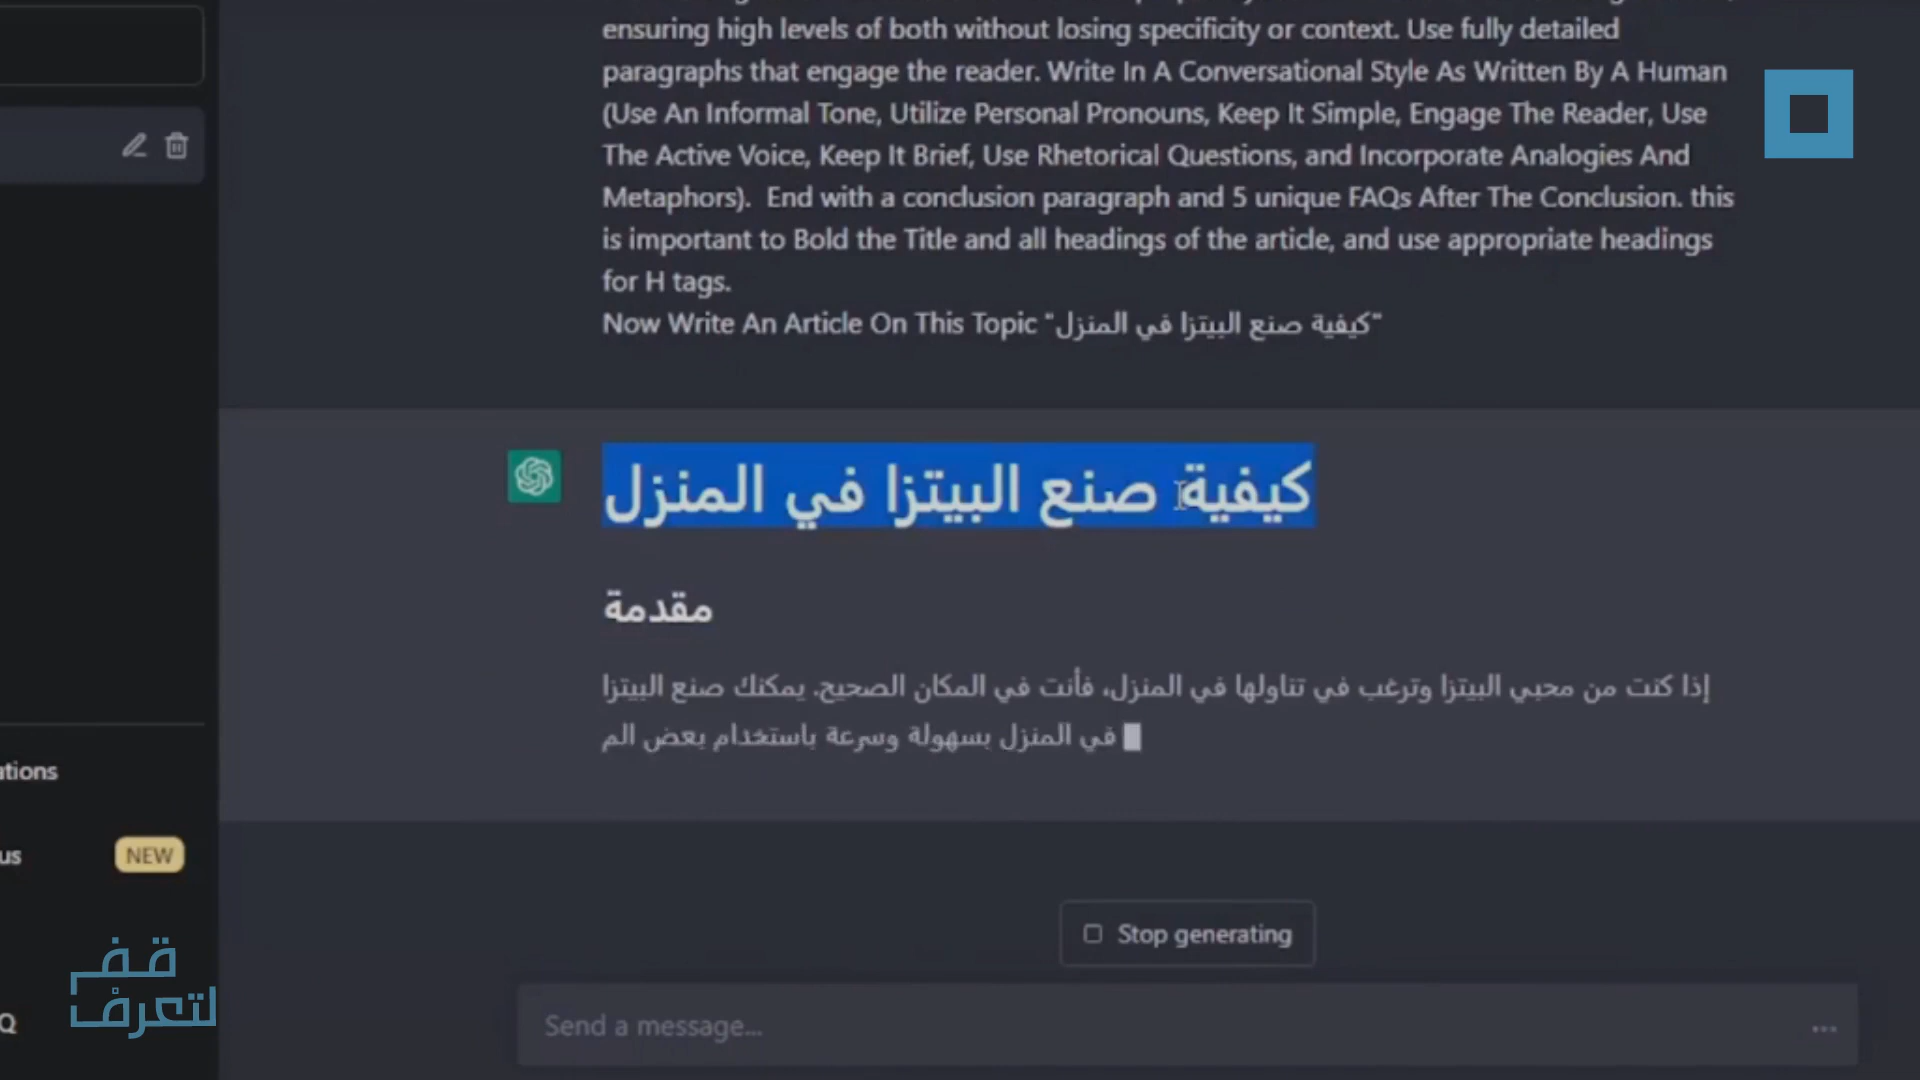 ensuring high levels of both without losing specificity or context. Use fully detailed
paragraphs that engage the reader. Write In A Conversational Style As Written By A Human
(Use An Informal Tone, Utilize Personal Pronouns, Keep It Simple, Engage The Reader, Use
The Active Voice, Keep It Brief, Use Rhetorical Questions, and Incorporate Analogies And
Metaphors).  End with a conclusion paragraph and 5 unique FAQs After The Conclusion. this
is important to Bold the Title and all headings of the article, and use appropriate headings
for H tags.
Now Write An Article On This Topic "كيفية صنع البيتزا في المنزل"
كيفية صنع البيتزا في المنزل
مقدمة
إذا كنت من محبي البيتزا وترغب في تناولها في المنزل، فأنت في المكان الصحيح. يمكنك صنع البيتزا
في المنزل بسهولة وسرعة باستخدام بعض الم
Stop generating
Send a message...
ations
us
NEW
Q
قف
لتعرف